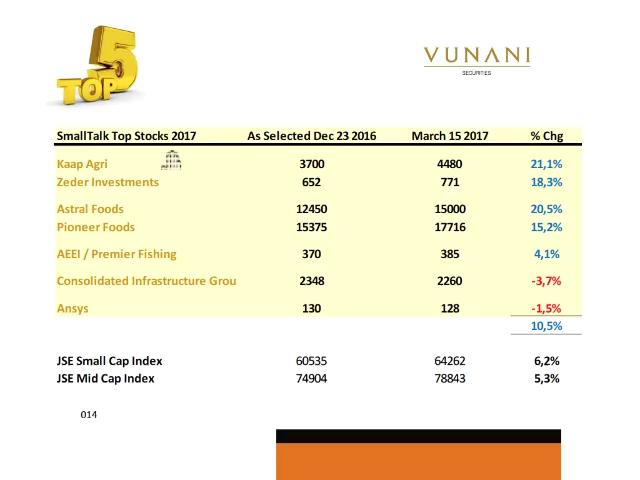 TOP 5
VUNANI
SECURITIES
SmallTalk Top Stocks 2017 As Selected Dec 23 2016 March 15 2017 % Chg
Kaap Agri 3700 4480 21,1%
Zeder Investments 652 771 18,3%
Astral Foods 12450 15000 20,5%
Pioneer Foods 15375 17716 15,2%
AEEI / Premier Fishing 370 385 4,1%
Consolidated Infrastructure Grou 2348 2260 -3,7%
Ansys 130 128 -1,5%
10,5%
JSE Small Cap Index 60535 64262 6,2%
JSE Mid Cap Index 74904 78843 5,3%
014